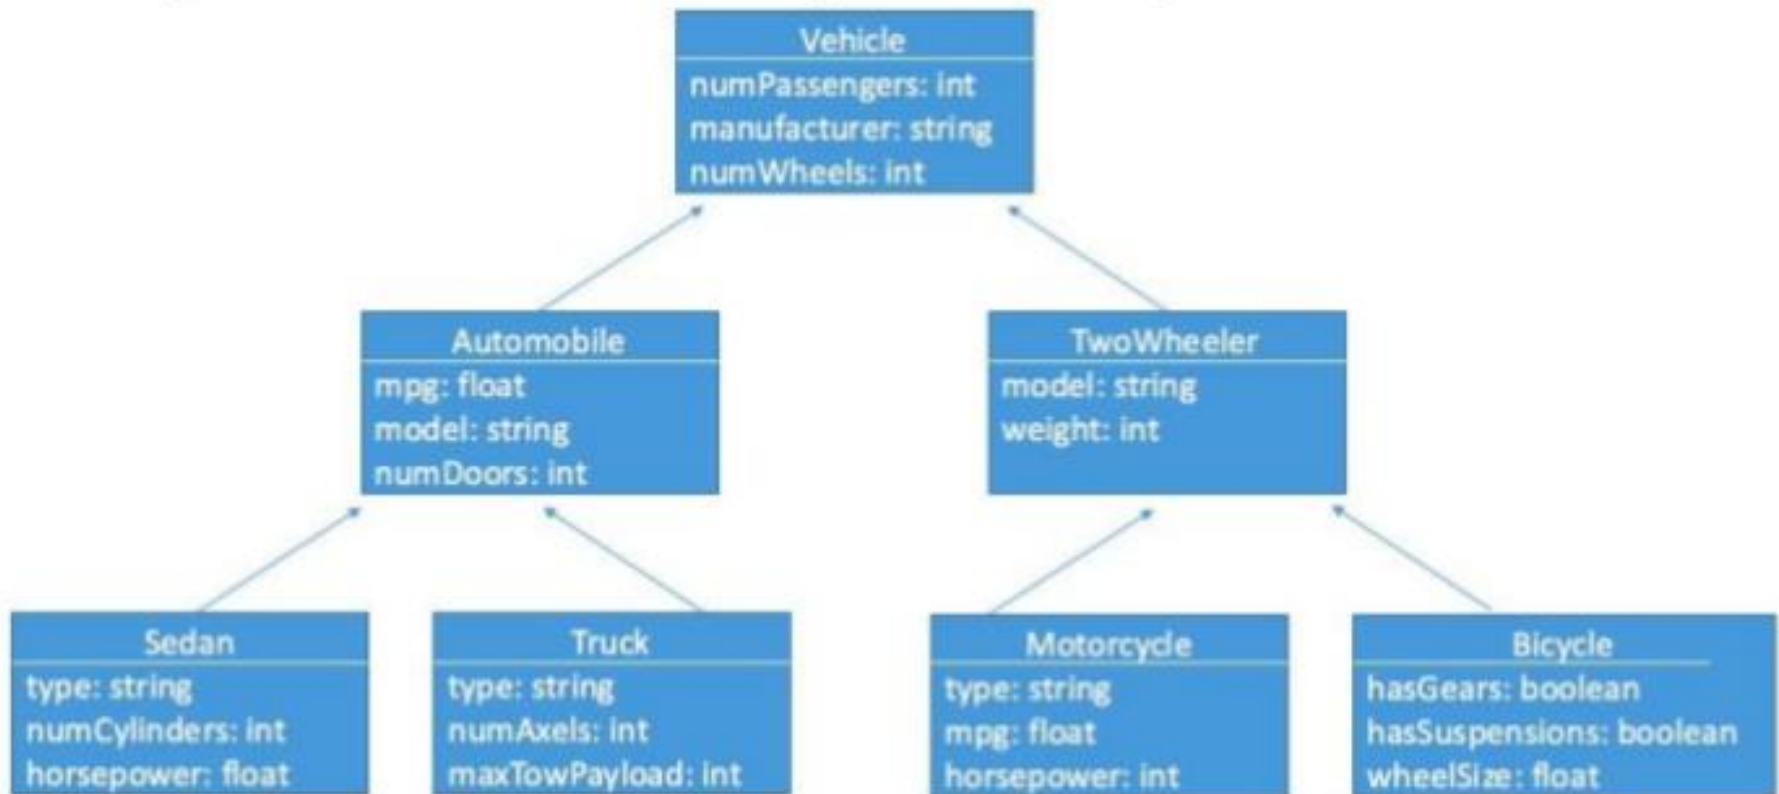 Vehicle
numPassengers: int
manufacturer: string
numWheels: int
Automobile
mpg: float
model: string
numDoors: int
TwoWheeler
model: string
weight: int
Sedan
type: string
numCylinders: int
horsepower: float
Truck
type: string
numAxels: int
maxTowPayload: int
Motorcycle
type: string
mpg: float
horsepower: int
Bicycle
hasGears: boolean
hasSuspensions: boolean
wheelSize: float